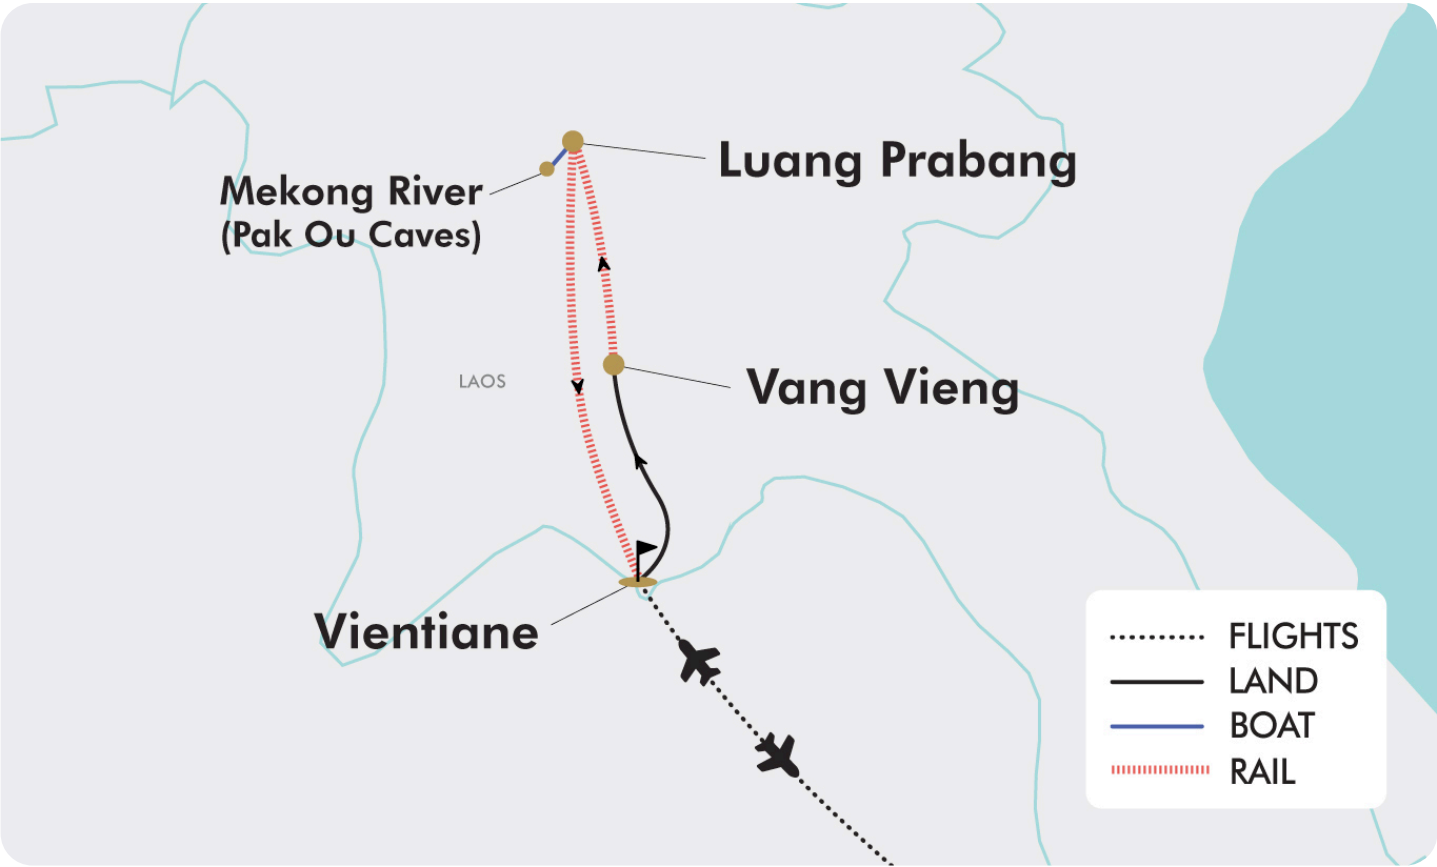 Luang Prabang
Mekong River
(Pak Ou Caves)
LAOS
Vang Vieng
Vientiane
FLIGHTS
LAND
BOAT
RAIL